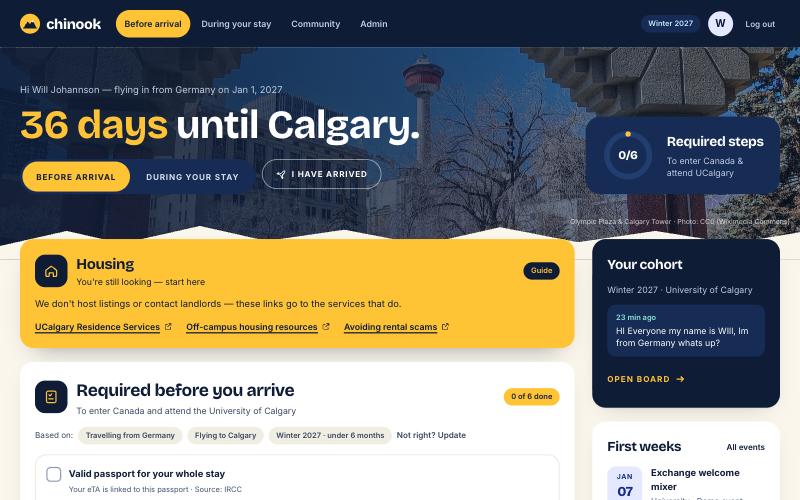 chinook
Before arrival
During your stay
Community
Admin
Winter 2027
W
Log out
Hi Will Johannson — flying in from Germany on Jan 1, 2027
36 days until Calgary.
BEFORE ARRIVAL
DURING YOUR STAY
I HAVE ARRIVED
0/6
Required steps
To enter Canada &
attend UCalgary
Olympic Plaza & Calgary Tower · Photo: CC0 (Wikimedia Commons)
Housing
You're still looking — start here
Guide
We don't host listings or contact landlords — these links go to the services that do.
UCalgary Residence Services
Off-campus housing resources
Avoiding rental scams
Required before you arrive
To enter Canada and attend the University of Calgary
0 of 6 done
Based on:
Travelling from Germany
Flying to Calgary
Winter 2027 · under 6 months
Not right? Update
Valid passport for your whole stay
Your eTA is linked to this passport · Source: IRCC
Your cohort
Winter 2027 · University of Calgary
23 min ago
HI Everyone my name is WIll, Im
from Germany whats up?
OPEN BOARD
First weeks
All events
JAN
07
Exchange welcome
mixer